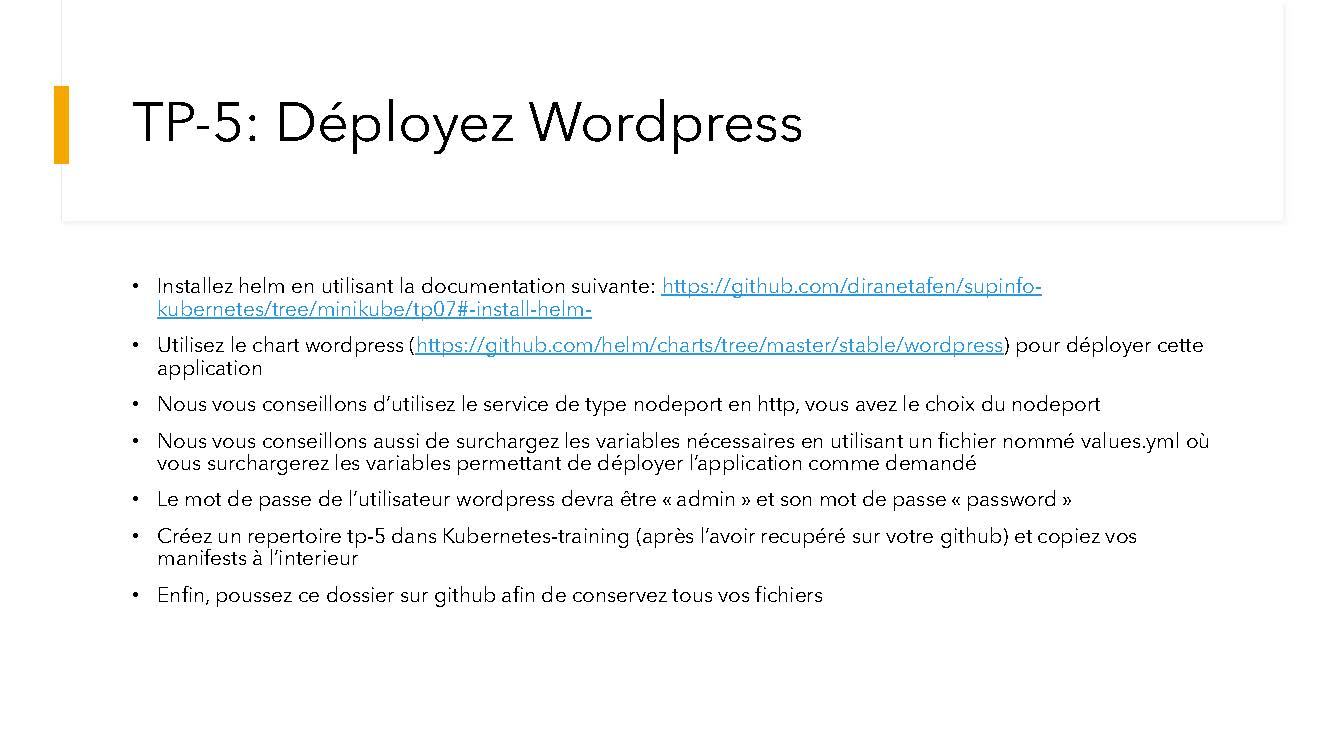 TP-5: Déployez Wordpress
• Installez helm en utilisant la documentation suivante: https://github.com/diranetafen/supinfo-
kubernetes/tree/minikube/tp07#-install-helm-
• Utilisez le chart wordpress (https://github.com/helm/charts/tree/master/stable/wordpress) pour déployer cette
application
• Nous vous conseillons d’utilisez le service de type nodeport en http, vous avez le choix du nodeport
• Nous vous conseillons aussi de surchargez les variables nécessaires en utilisant un fichier nommé values.yml où
vous surchargerez les variables permettant de déployer l’application comme demandé
• Le mot de passe de l’utilisateur wordpress devra être « admin » et son mot de passe « password »
• Créez un repertoire tp-5 dans Kubernetes-training (après l’avoir recupéré sur votre github) et copiez vos
manifests à l’interieur
• Enfin, poussez ce dossier sur github afin de conservez tous vos fichiers